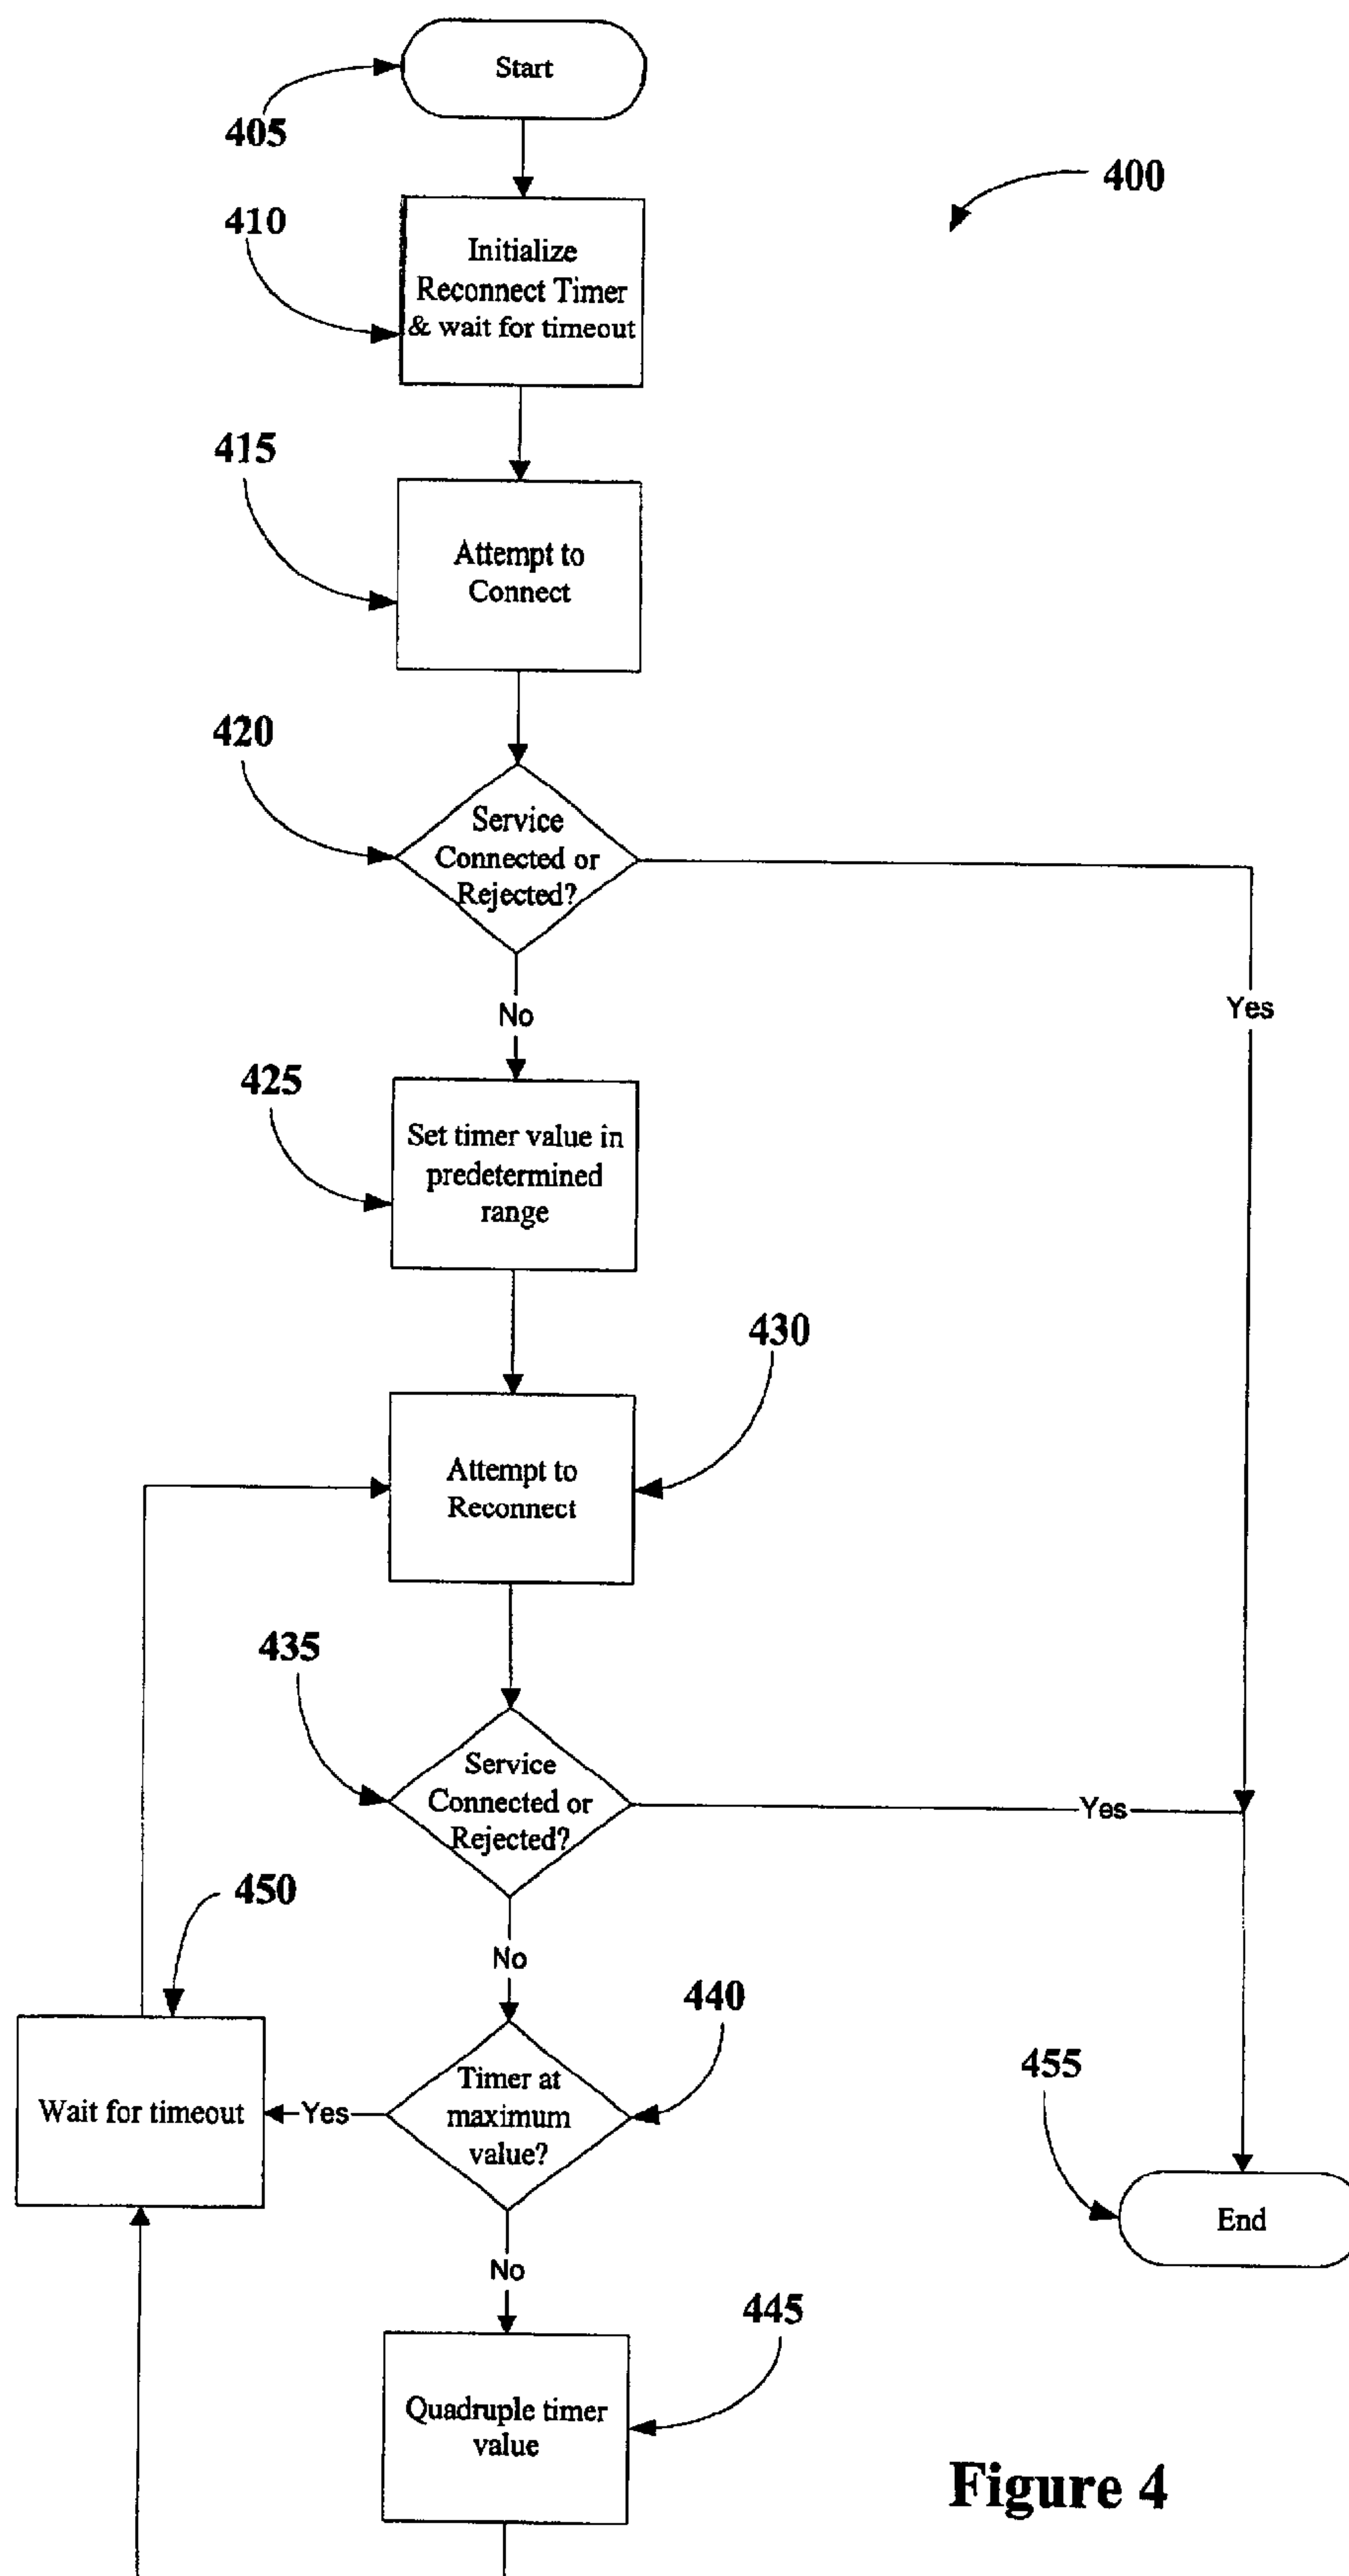 Start
405
400
410
Initialize
Reconnect Timer
& wait for timeout
415
Attempt to
Connect
420
Service
Connected or
Rejected?
No
Yes
425
Set timer value in
predetermined
range
430
Attempt to
Reconnect
435
Service
Connected or
Rejected?
Yes
450
No
440
455
Wait for timeout
Yes
Timer at
maximum
value?
End
No
445
Quadruple timer
value
Figure 4